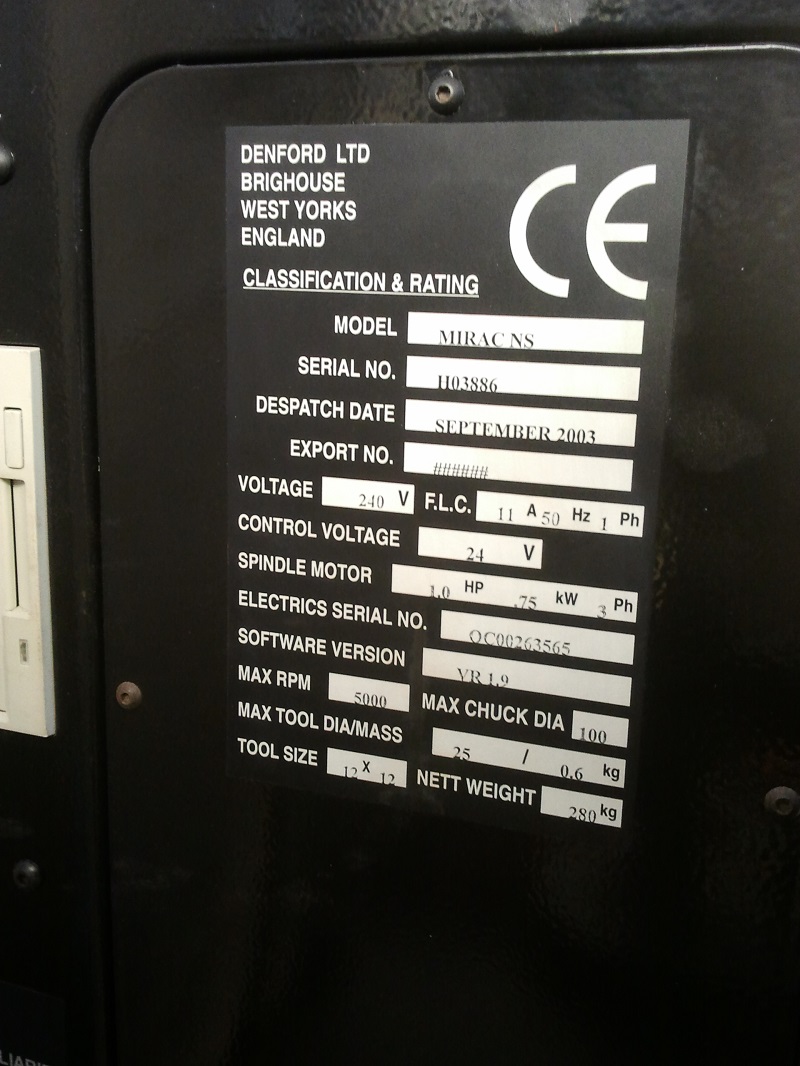 DENFORD LTD
BRIGHOUSE
WEST YORKS
ENGLAND
CE
CLASSIFICATION & RATING
MODEL MIRAC NS
SERIAL NO. H03886
DESPATCH DATE SEPTEMBER 2003
EXPORT NO. ######
VOLTAGE 240 V F.L.C. 11 A 50 Hz 1 Ph
CONTROL VOLTAGE 24 V
SPINDLE MOTOR 1.0 HP .75 kW 3 Ph
ELECTRICS SERIAL NO. OC00263565
SOFTWARE VERSION VR 1.9
MAX RPM 5000 MAX CHUCK DIA 100
MAX TOOL DIA/MASS 25 / 0.6 kg
TOOL SIZE 12 X 12 NETT WEIGHT 280 kg